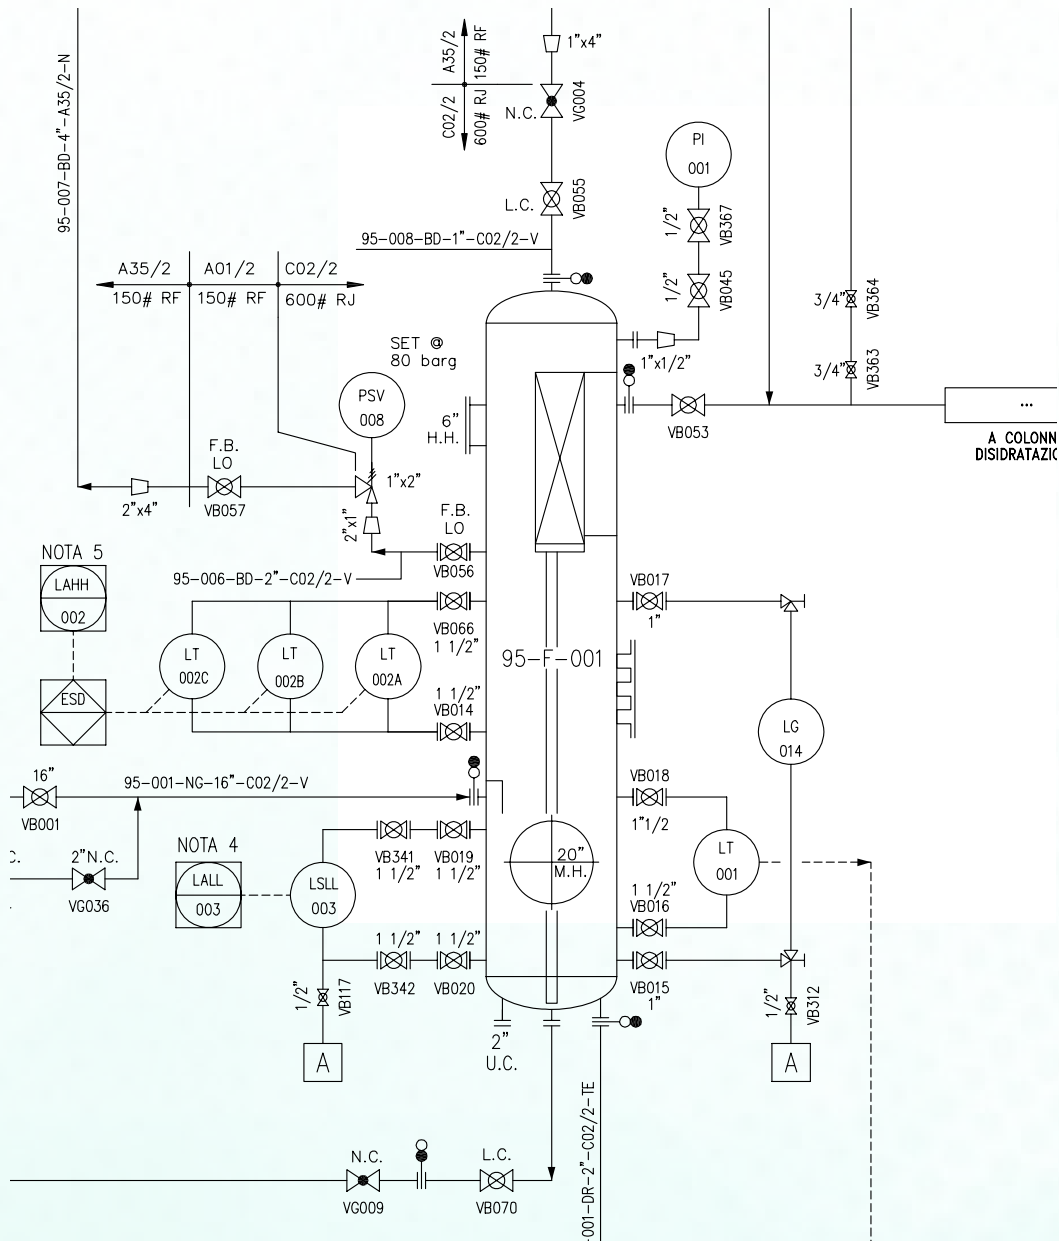 95-007-BD-4"-A35/2-N
A35/2
150# RF
C02/2
600# RJ
1"x4"
N.C.
VG004
L.C.
VB055
95-008-BD-1"-C02/2-V
PI
001
1/2"
VB367
1/2"
VB045
1"x1/2"
3/4"
VB364
3/4"
VB363
A35/2
A01/2
C02/2
150# RF
150# RF
600# RJ
SET @
80 barg
PSV
008
6"
H.H.
VB053
...
A COLONN
DISIDRATAZIO
F.B.
LO
VB057
2"x4"
1"x2"
2"x1"
F.B.
LO
VB056
95-006-BD-2"-C02/2-V
NOTA 5
LAHH
002
ESD
LT
002C
LT
002B
LT
002A
VB066
1 1/2"
1 1/2"
VB014
95-F-001
VB017
1"
LG
014
16"
VB001
95-001-NG-16"-C02/2-V
C.
2"N.C.
VG036
NOTA 4
LALL
003
LSLL
003
VB341
1 1/2"
VB019
1 1/2"
20"
M.H.
VB018
1"1/2
LT
001
1 1/2"
VB016
1 1/2"
VB342
1 1/2"
VB020
VB015
1"
1/2"
VB117
A
2"
U.C.
1/2"
VB312
A
-001-DR-2"-C02/2-TE
N.C.
VG009
L.C.
VB070